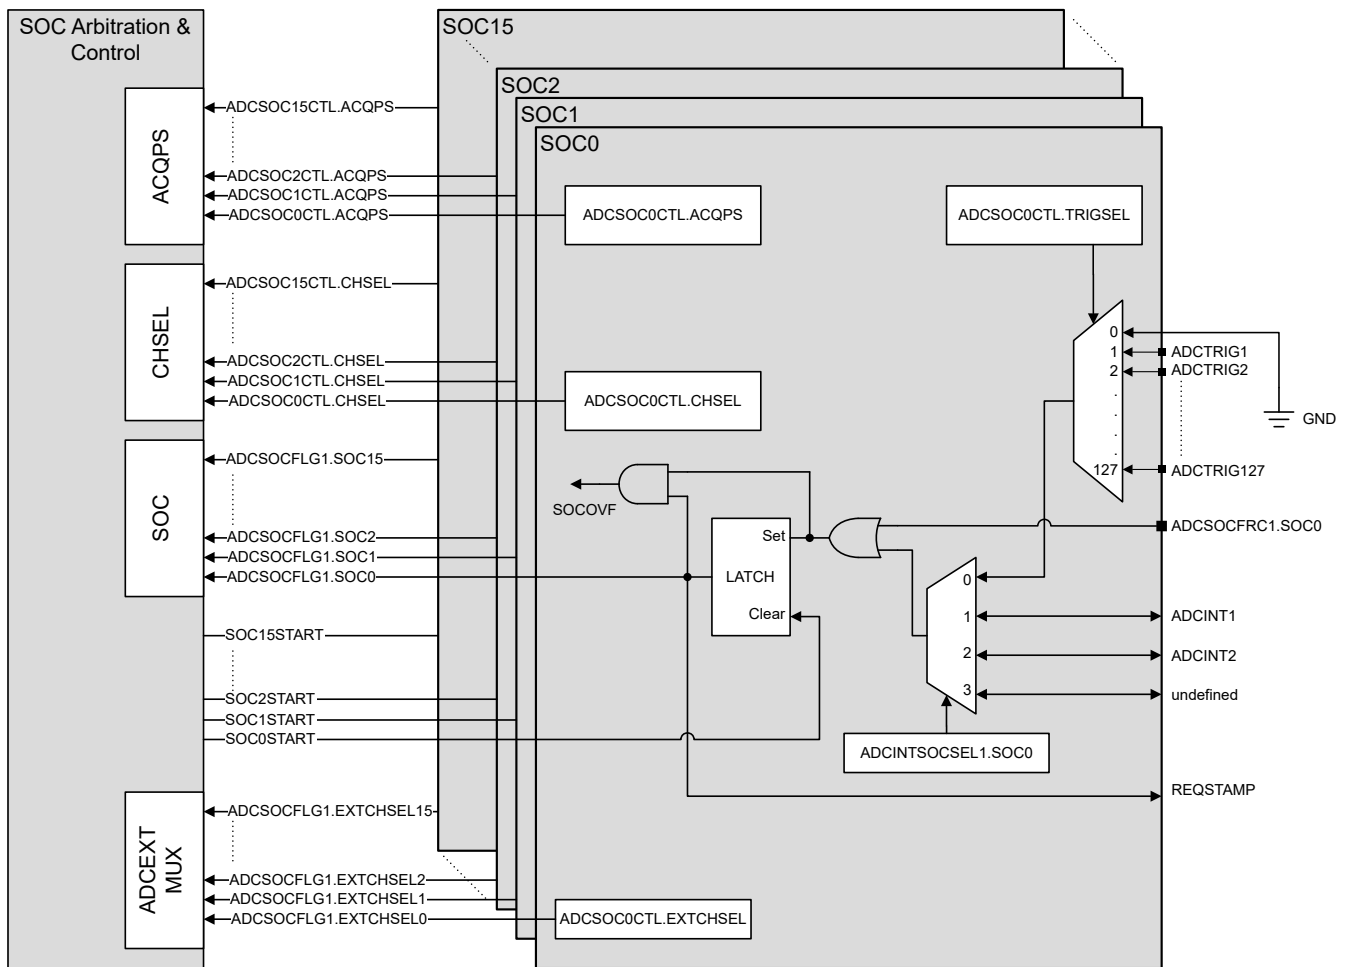 SOC Arbitration &
Control
SOC15
SOC2
SOC1
SOC0
ACQPS
ADCSOC15CTL.ACQPS
ADCSOC2CTL.ACQPS
ADCSOC1CTL.ACQPS
ADCSOC0CTL.ACQPS
ADCSOC0CTL.ACQPS
ADCSOC0CTL.TRIGSEL
CHSEL
ADCSOC15CTL.CHSEL
ADCSOC2CTL.CHSEL
ADCSOC1CTL.CHSEL
ADCSOC0CTL.CHSEL
ADCSOC0CTL.CHSEL
0
1
2
.
.
.
.
127
ADCTRIG1
ADCTRIG2
GND
ADCTRIG127
SOC
ADCSOCFLG1.SOC15
ADCSOCFLG1.SOC2
ADCSOCFLG1.SOC1
ADCSOCFLG1.SOC0
SOCOVF
Set
LATCH
Clear
ADCSOCFRC1.SOC0
0
1
2
3
ADCINT1
ADCINT2
undefined
SOC15START
SOC2START
SOC1START
SOC0START
ADCINTSOCSEL1.SOC0
REQSTAMP
ADCEXT
MUX
ADCSOCFLG1.EXTCHSEL15
ADCSOCFLG1.EXTCHSEL2
ADCSOCFLG1.EXTCHSEL1
ADCSOCFLG1.EXTCHSEL0
ADCSOC0CTL.EXTCHSEL